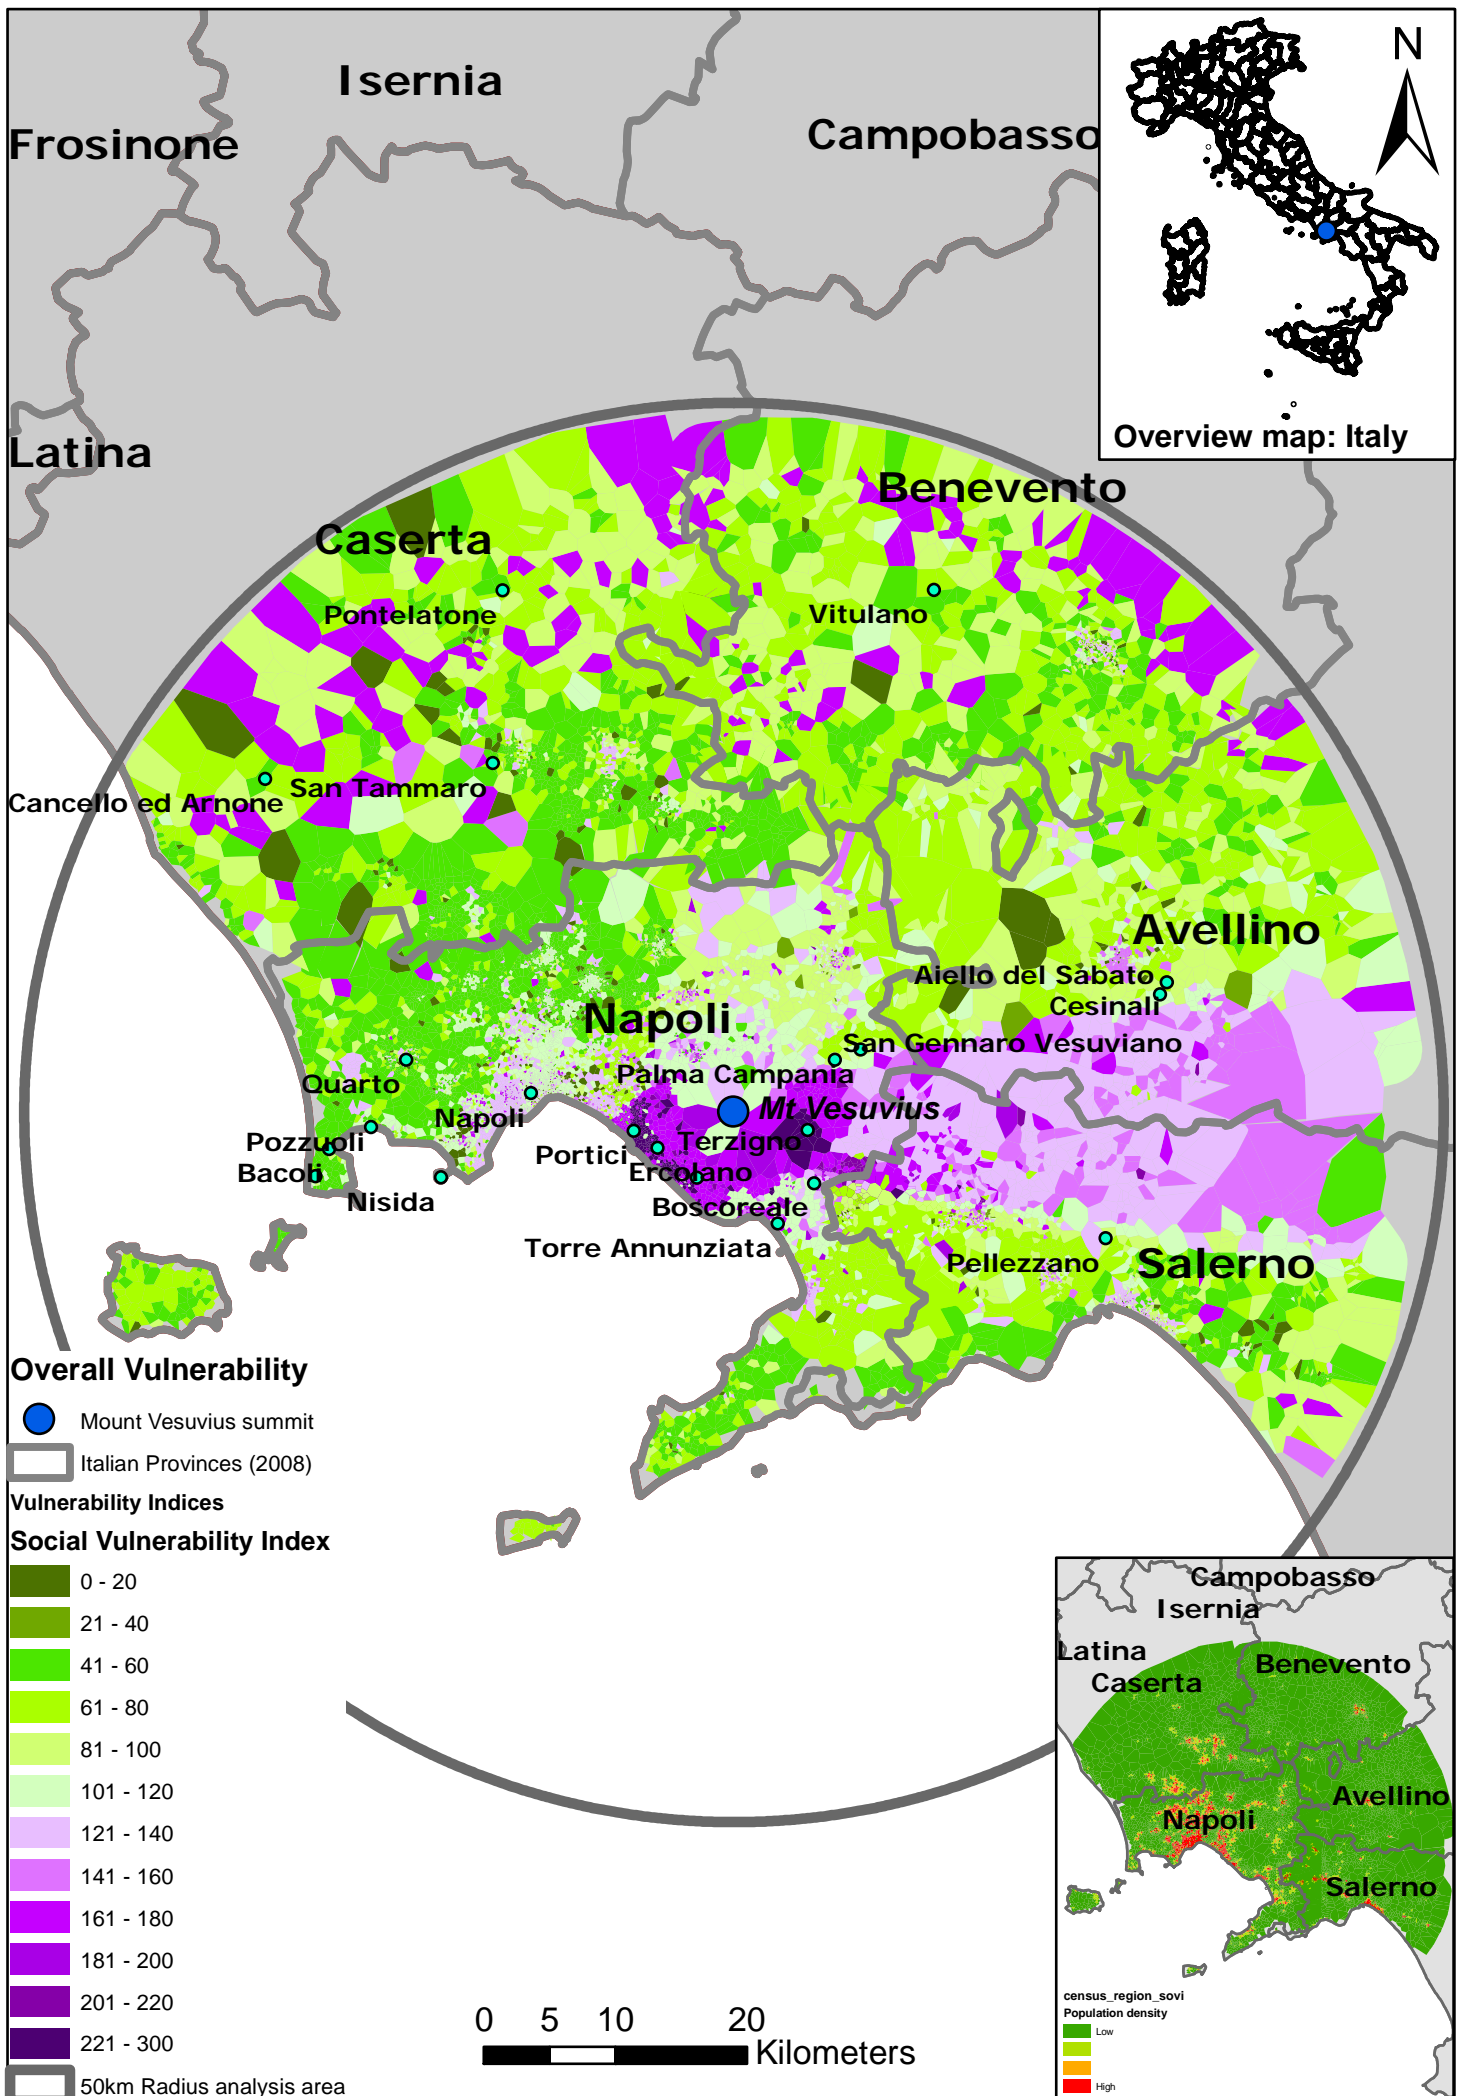 Isernia
Frosinone
Campobasso
N
Overview map: Italy
Latina
Benevento
Caserta
Pontelatone
Vitulano
San Tammaro
Cancello ed Arnone
Avellino
Aiello del Sabato
Cesinali
Napoli
San Gennaro Vesuviano
Palma Campania
Quarto
Mt Vesuvius
Napoli
Terzigno
Pozzuoli
Portici
Bacoli
Ercolano
Nisida
Boscoreale
Torre Annunziata
Pellezzano
Salerno
Overall Vulnerability
Mount Vesuvius summit
Italian Provinces (2008)
Vulnerability Indices
Social Vulnerability Index
0 - 20
21 - 40
41 - 60
61 - 80
81 - 100
101 - 120
121 - 140
141 - 160
161 - 180
181 - 200
201 - 220
221 - 300
50km Radius analysis area
0 5 10 20
Kilometers
Campobasso
Isernia
Latina
Benevento
Caserta
Avellino
Napoli
Salerno
census_region_sovi
Population density
Low
High